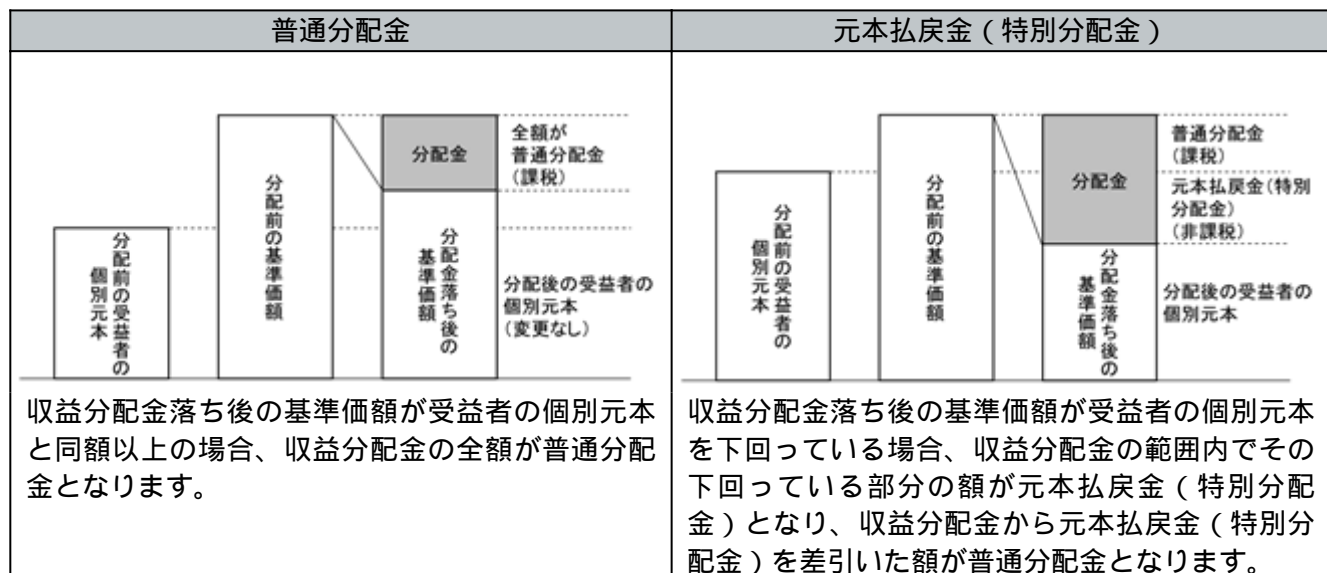 普通分配金
分配前の受益者の
個別元本
分配前の基準価額
分配金
分配金落ち後の
基準価額
全額が
普通分配金
(課税)
分配後の受益者の
個別元本
(変更なし)
収益分配金落ち後の基準価額が受益者の個別元本
と同額以上の場合、収益分配金の全額が普通分配
金となります。
元本払戻金(特別分配金)
分配前の受益者の
個別元本
分配前の基準価額
分配金
分配金落ち後の
基準価額
普通分配金
(課税)
元本払戻金(特別
分配金)
(非課税)
分配後の受益者の
個別元本
収益分配金落ち後の基準価額が受益者の個別元本
を下回っている場合、収益分配金の範囲内でその
下回っている部分の額が元本払戻金(特別分配
金)となり、収益分配金から元本払戻金(特別分
配金)を差引いた額が普通分配金となります。